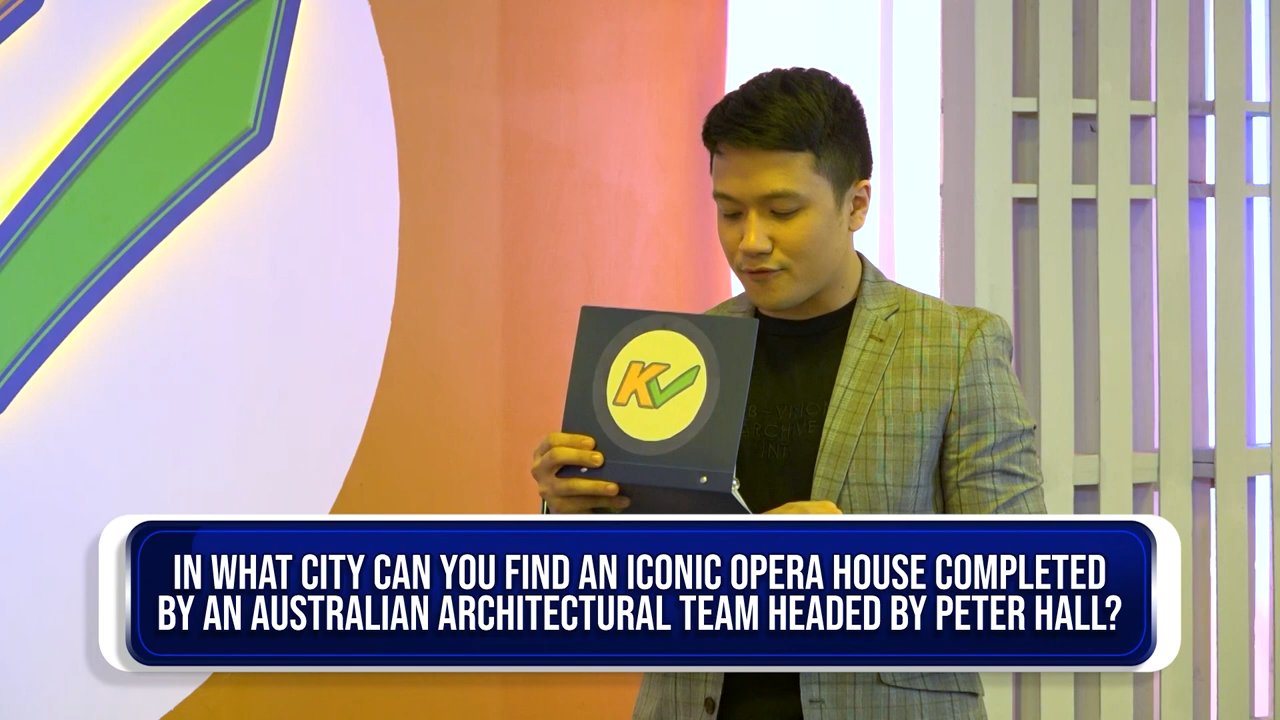 KV
IN WHAT CITY CAN YOU FIND AN ICONIC OPERA HOUSE COMPLETED
BY AN AUSTRALIAN ARCHITECTURAL TEAM HEADED BY PETER HALL?